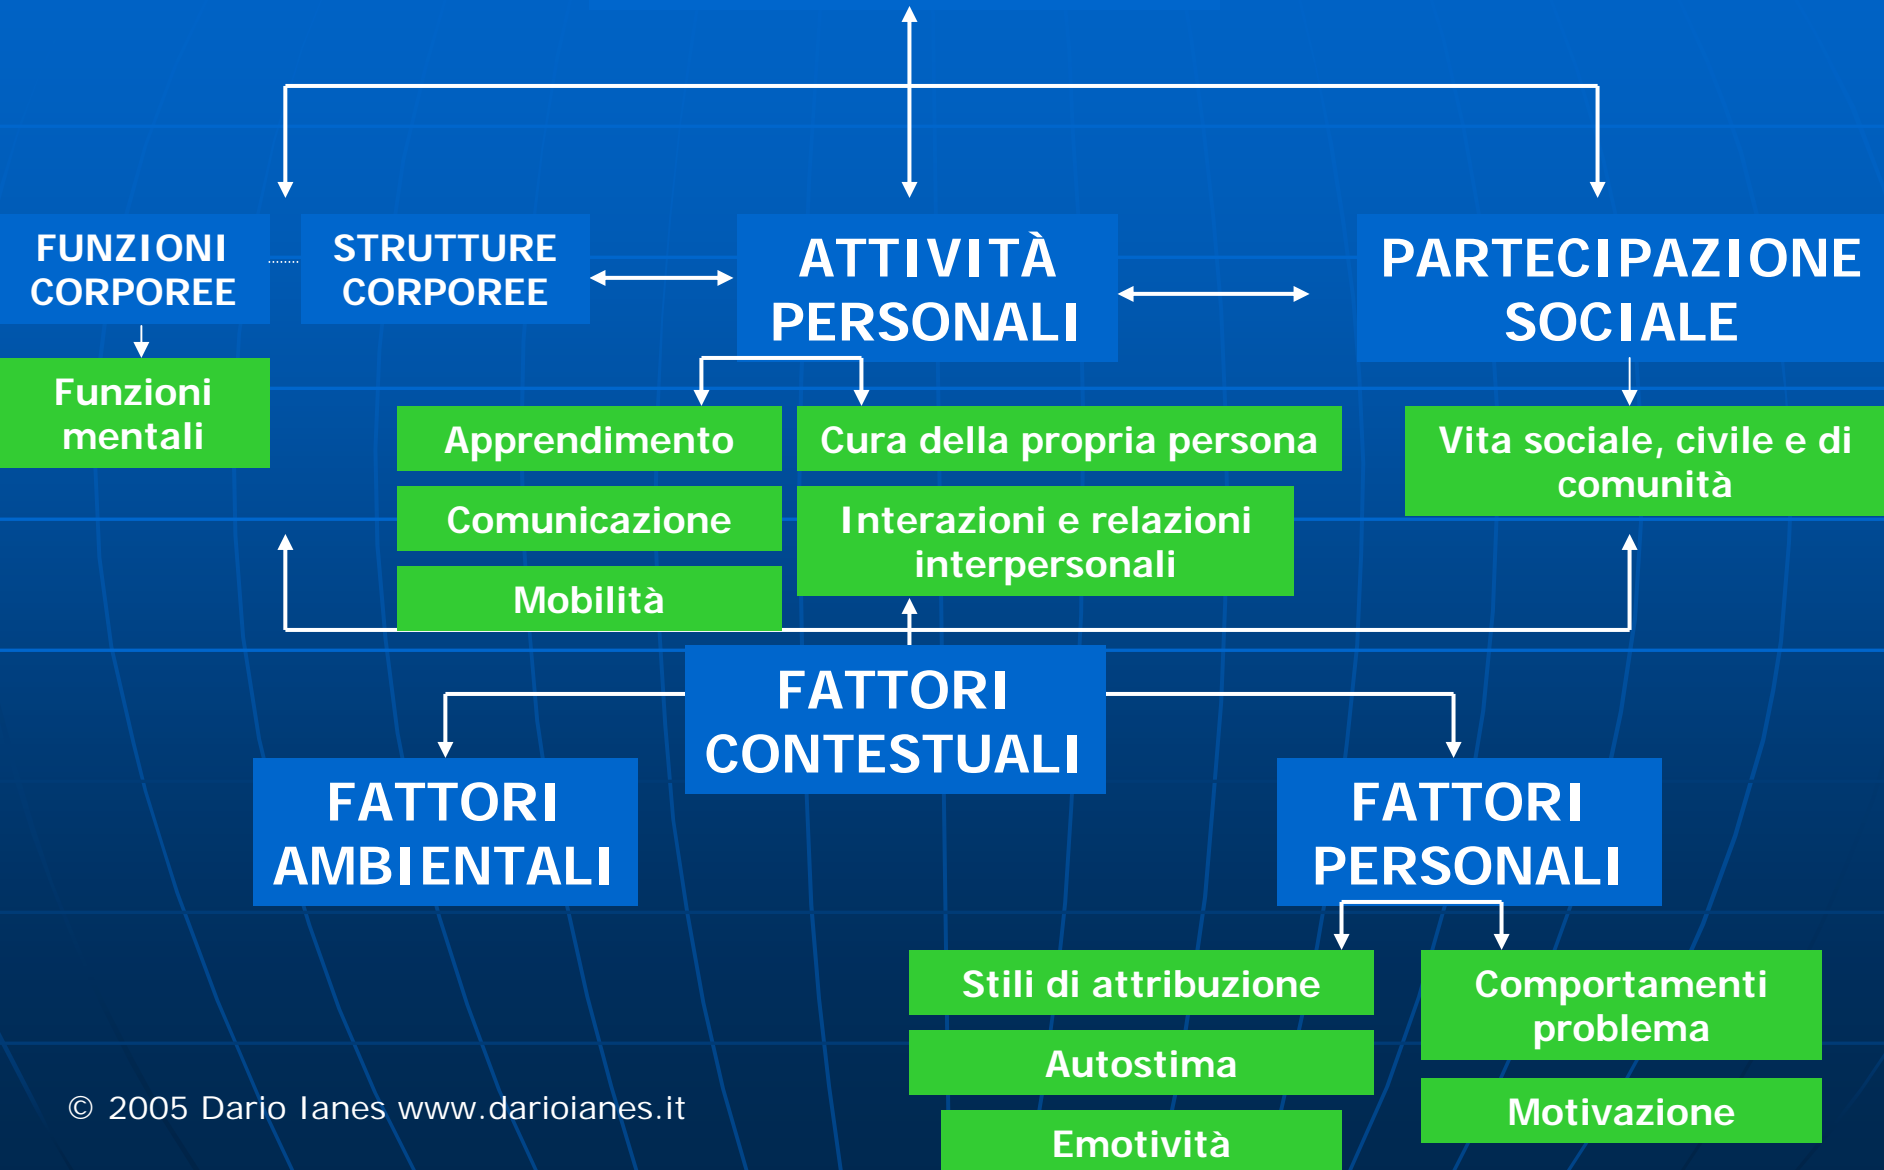 FUNZIONI
CORPOREE
STRUTTURE
CORPOREE
ATTIVITÀ
PERSONALI
PARTECIPAZIONE
SOCIALE
Funzioni
mentali
Apprendimento
Cura della propria persona
Vita sociale, civile e di
comunità
Comunicazione
Interazioni e relazioni
interpersonali
Mobilità
FATTORI
CONTESTUALI
FATTORI
AMBIENTALI
FATTORI
PERSONALI
Stili di attribuzione
Comportamenti
problema
Autostima
Motivazione
Emotività
© 2005 Dario Ianes www.darioianes.it